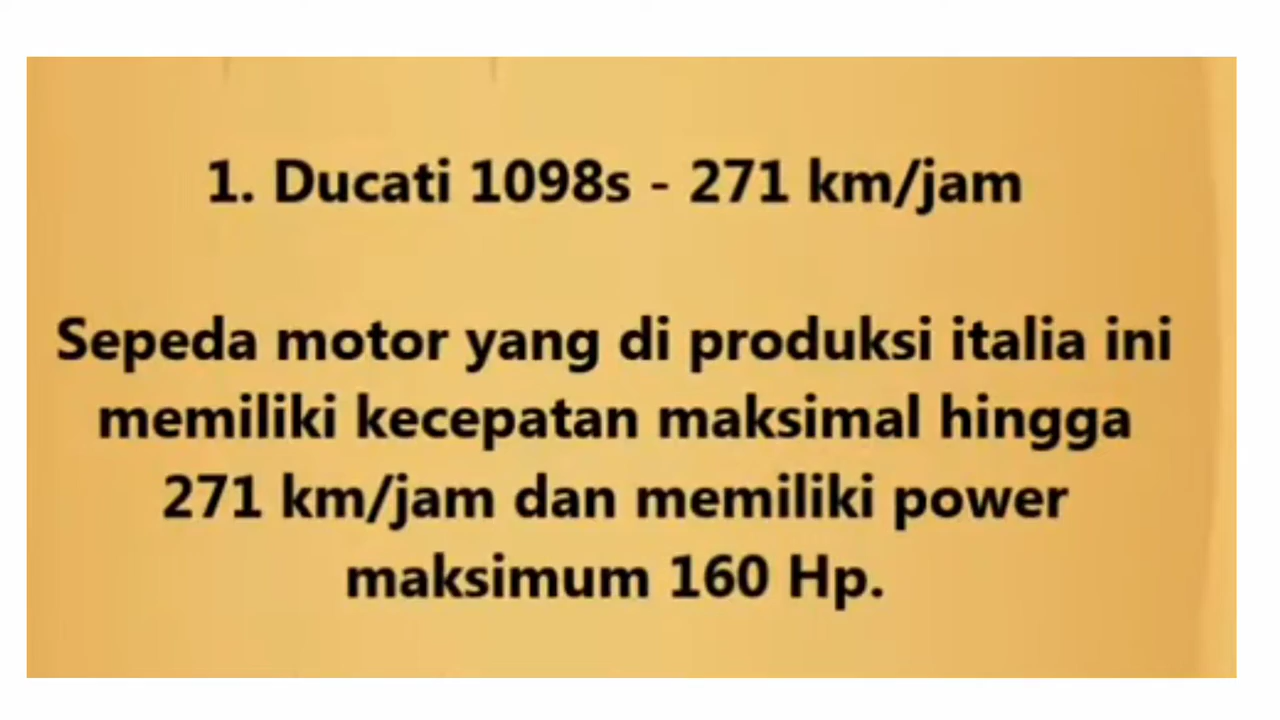 1. Ducati 1098s - 271 km/jam
Sepeda motor yang di produksi italia ini
memiliki kecepatan maksimal hingga
271 km/jam dan memiliki power
maksimum 160 Hp.